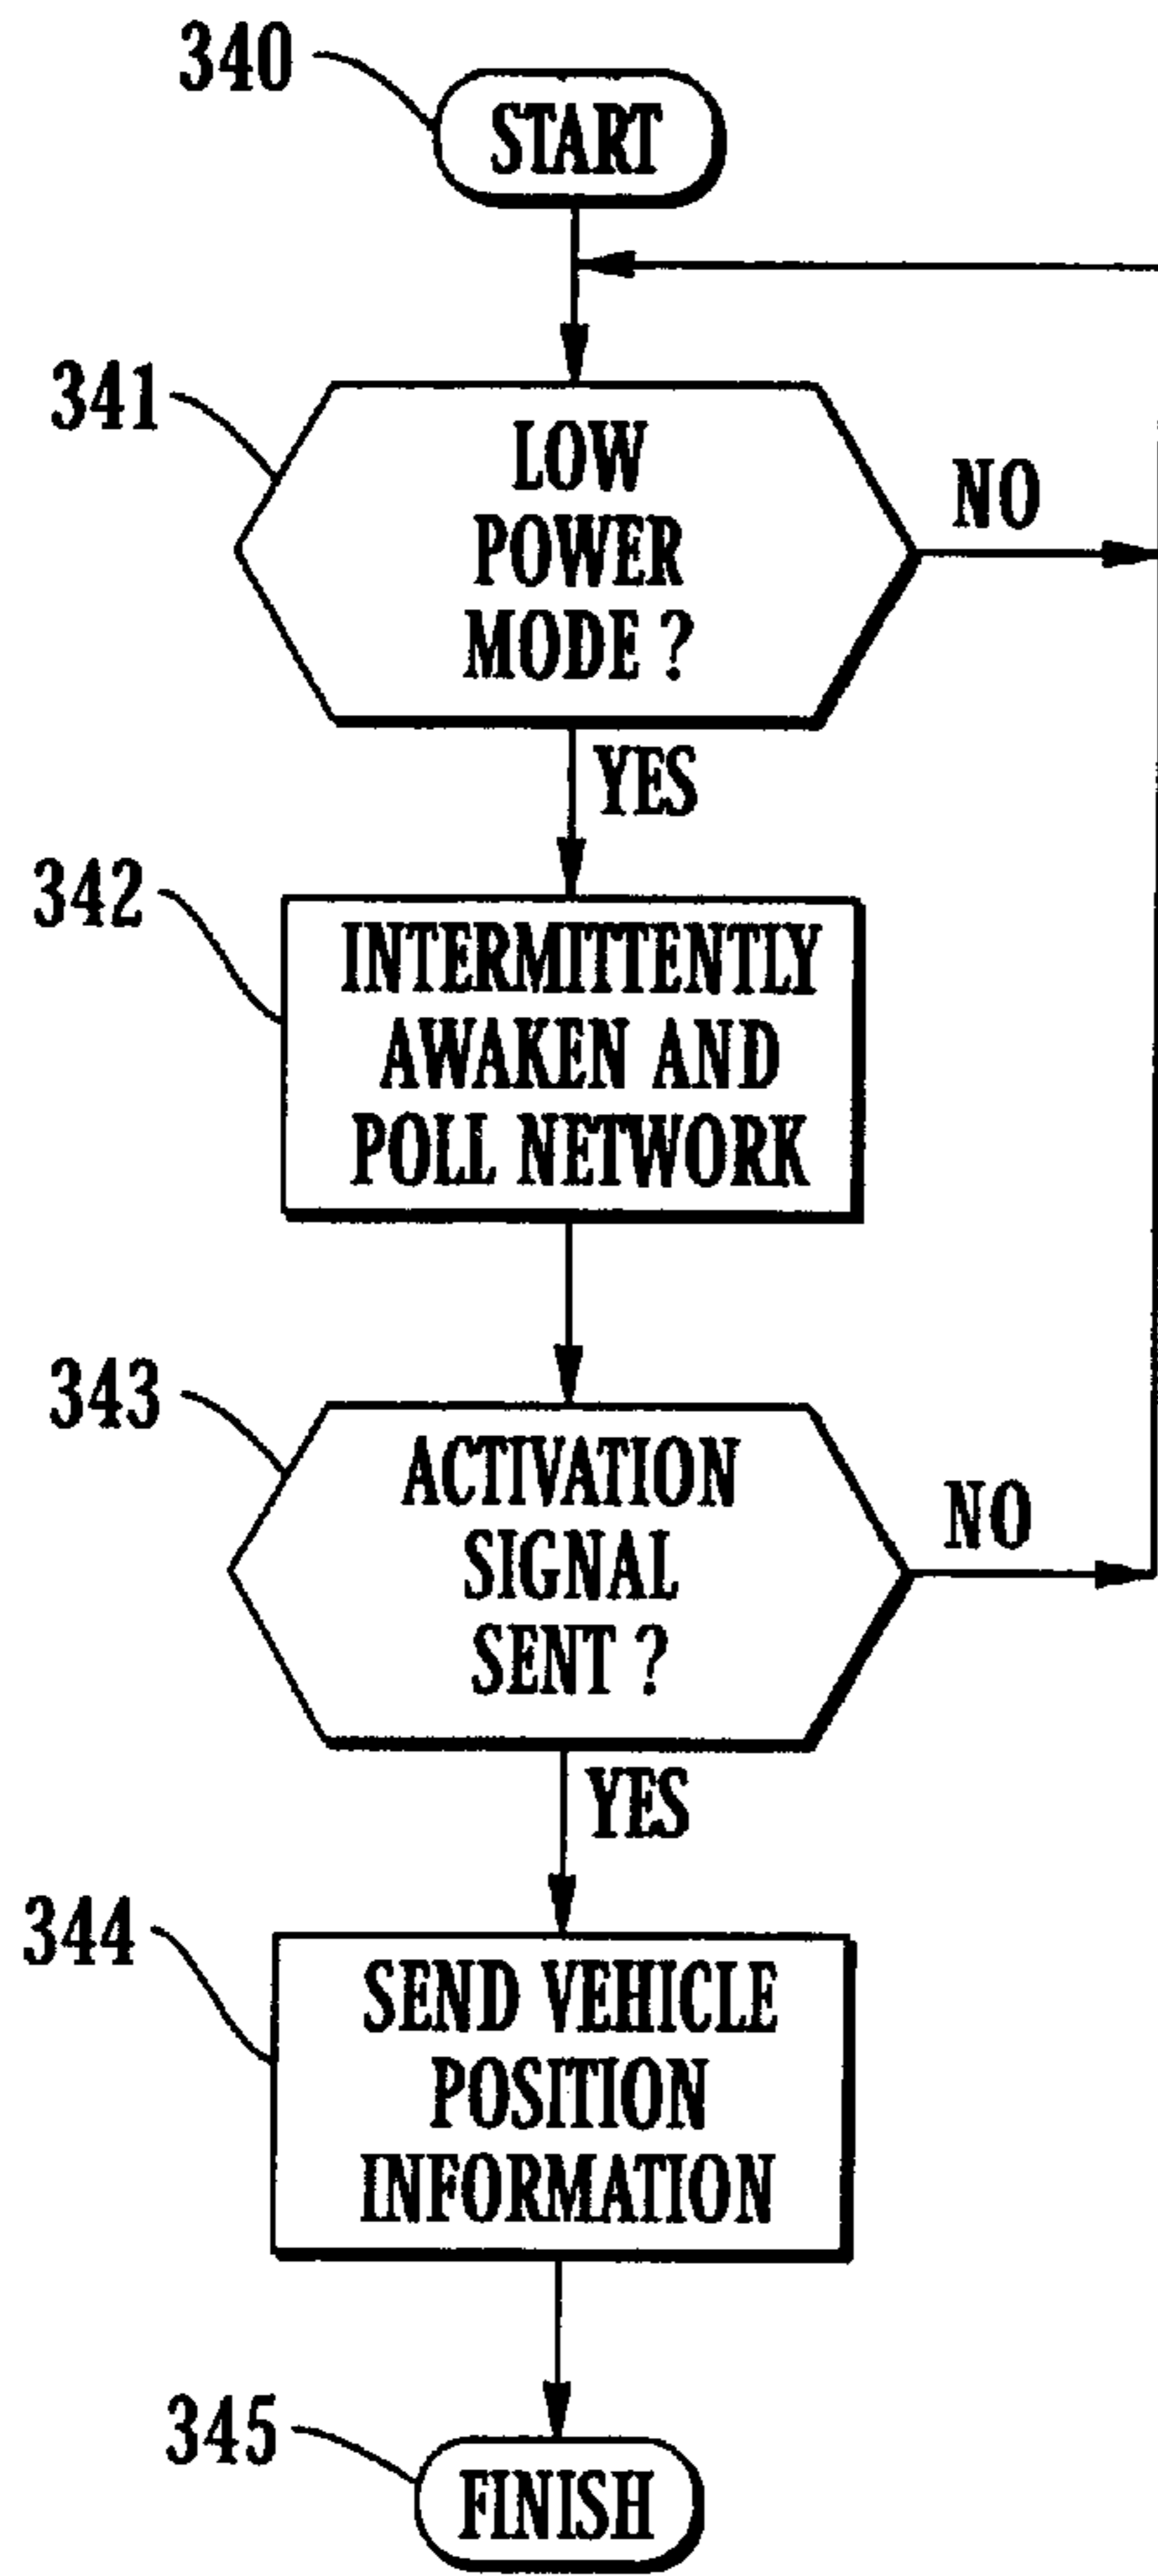 340
START
341
LOW
POWER
MODE ?
NO
YES
342
INTERMITTENTLY
AWAKEN AND
POLL NETWORK
343
ACTIVATION
SIGNAL
SENT ?
NO
YES
344
SEND VEHICLE
POSITION
INFORMATION
345
FINISH